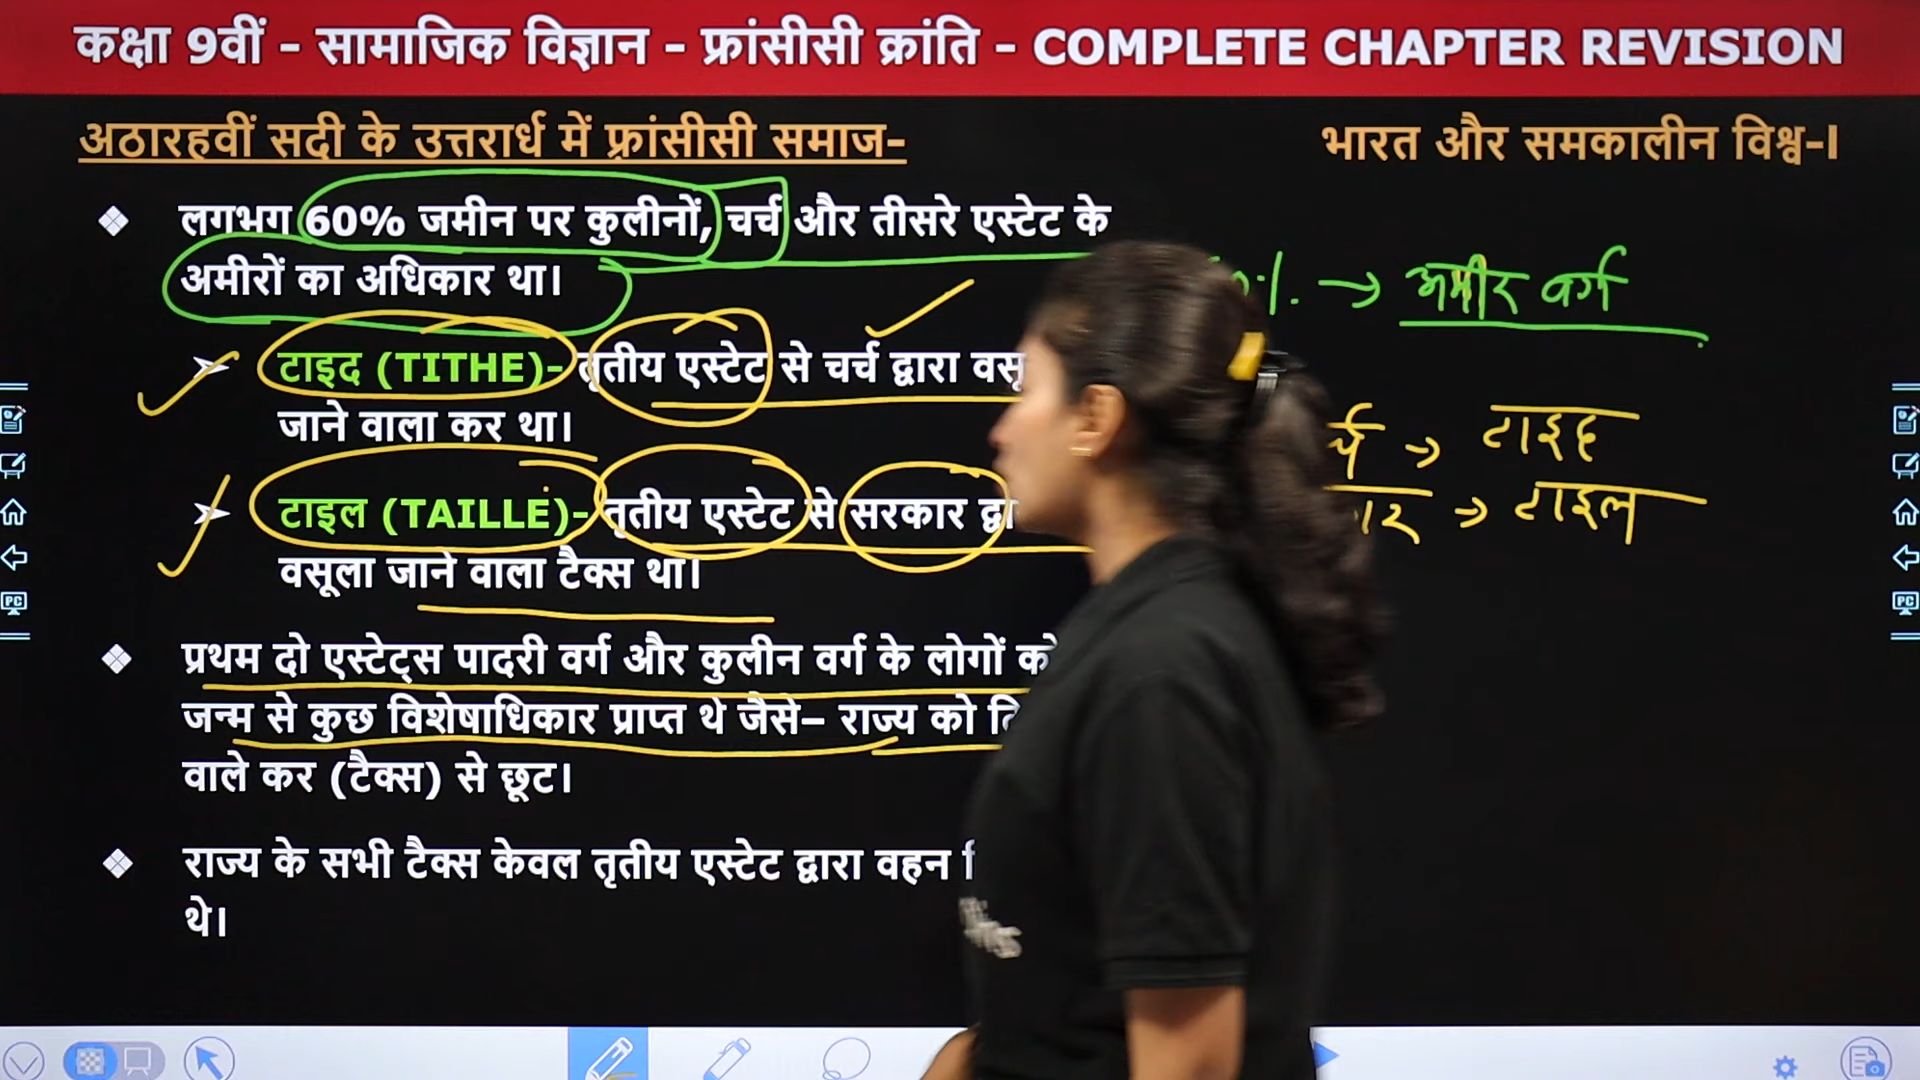 कक्षा 9वीं - सामाजिक विज्ञान - फ्रांसीसी क्रांति - COMPLETE CHAPTER REVISION
अठारहवीं सदी के उत्तरार्ध में फ़्रांसीसी समाज-
भारत और समकालीन विश्व-I
❖ लगभग 60% जमीन पर कुलीनों, चर्च और तीसरे एस्टेट के
अमीरों का अधिकार था।
→ अमीर वर्ग
➢ टाइद (TITHE)- तृतीय एस्टेट से चर्च द्वारा
जाने वाला कर था।
→ टाइद
➢ टाइल (TAILLE)- तृतीय एस्टेट से सरकार
वसूला जाने वाला टैक्स था।
→ टाइल
❖ प्रथम दो एस्टेट्स पादरी वर्ग और कुलीन वर्ग के लोगों को
जन्म से कुछ विशेषाधिकार प्राप्त थे जैसे– राज्य को
वाले कर (टैक्स) से छूट।
❖ राज्य के सभी टैक्स केवल तृतीय एस्टेट द्वारा वहन
थे।
PC
PC